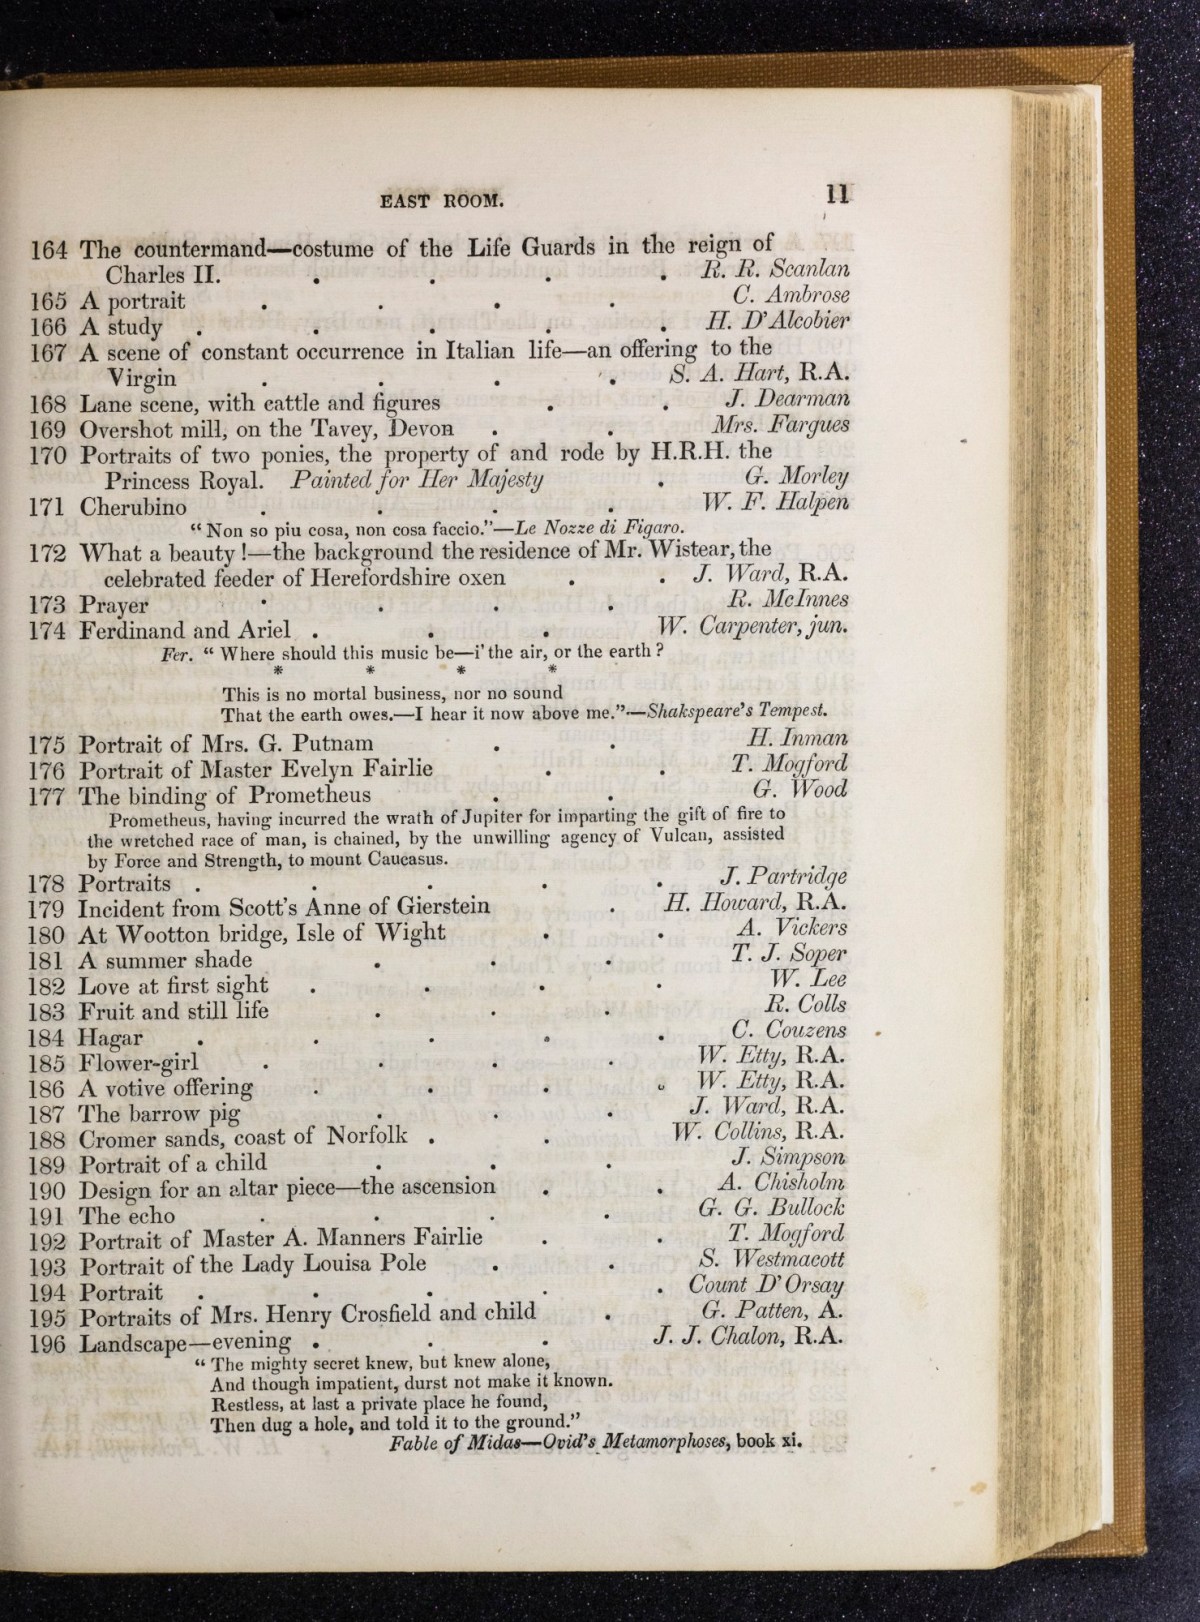 EAST ROOM. 11
164 The countermand—costume of the Life Guards in the reign of
Charles II. . . . . R. R. Scanlan
165 A portrait . . . . C. Ambrose
166 A study . . . . . H. D'Alcobier
167 A scene of constant occurrence in Italian life—an offering to the
Virgin . . . . S. A. Hart, R.A.
168 Lane scene, with cattle and figures . . J. Dearman
169 Overshot mill, on the Tavey, Devon . . Mrs. Fargues
170 Portraits of two ponies, the property of and rode by H.R.H. the
Princess Royal. Painted for Her Majesty . G. Morley
171 Cherubino . . . . W. F. Halpen
“Non so piu cosa, non cosa faccio.”—Le Nozze di Figaro.
172 What a beauty!—the background the residence of Mr. Wistear, the
celebrated feeder of Herefordshire oxen . . J. Ward, R.A.
173 Prayer . . . . R. McInnes
174 Ferdinand and Ariel . . . W. Carpenter, jun.
Fer. “Where should this music be—i' the air, or the earth?
* * * *
This is no mortal business, nor no sound
That the earth owes.—I hear it now above me.”—Shakspeare's Tempest.
175 Portrait of Mrs. G. Putnam . . H. Inman
176 Portrait of Master Evelyn Fairlie . . T. Mogford
177 The binding of Prometheus . . G. Wood
Prometheus, having incurred the wrath of Jupiter for imparting the gift of fire to
the wretched race of man, is chained, by the unwilling agency of Vulcan, assisted
by Force and Strength, to mount Caucasus.
178 Portraits . . . . . J. Partridge
179 Incident from Scott's Anne of Gierstein . H. Howard, R.A.
180 At Wootton bridge, Isle of Wight . . A. Vickers
181 A summer shade . . . T. J. Soper
182 Love at first sight . . . . W. Lee
183 Fruit and still life . . . R. Colls
184 Hagar . . . . . C. Couzens
185 Flower-girl . . . . W. Etty, R.A.
186 A votive offering . . . . W. Etty, R.A.
187 The barrow pig . . . J. Ward, R.A.
188 Cromer sands, coast of Norfolk . . W. Collins, R.A.
189 Portrait of a child . . . J. Simpson
190 Design for an altar piece—the ascension . . A. Chisholm
191 The echo . . . . G. G. Bullock
192 Portrait of Master A. Manners Fairlie . . T. Mogford
193 Portrait of the Lady Louisa Pole . . S. Westmacott
194 Portrait . . . . . Count D'Orsay
195 Portraits of Mrs. Henry Crosfield and child . G. Patten, A.
196 Landscape—evening . . . J. J. Chalon, R.A.
“The mighty secret knew, but knew alone,
And though impatient, durst not make it known.
Restless, at last a private place he found,
Then dug a hole, and told it to the ground.”
Fable of Midas—Ovid's Metamorphoses, book xi.